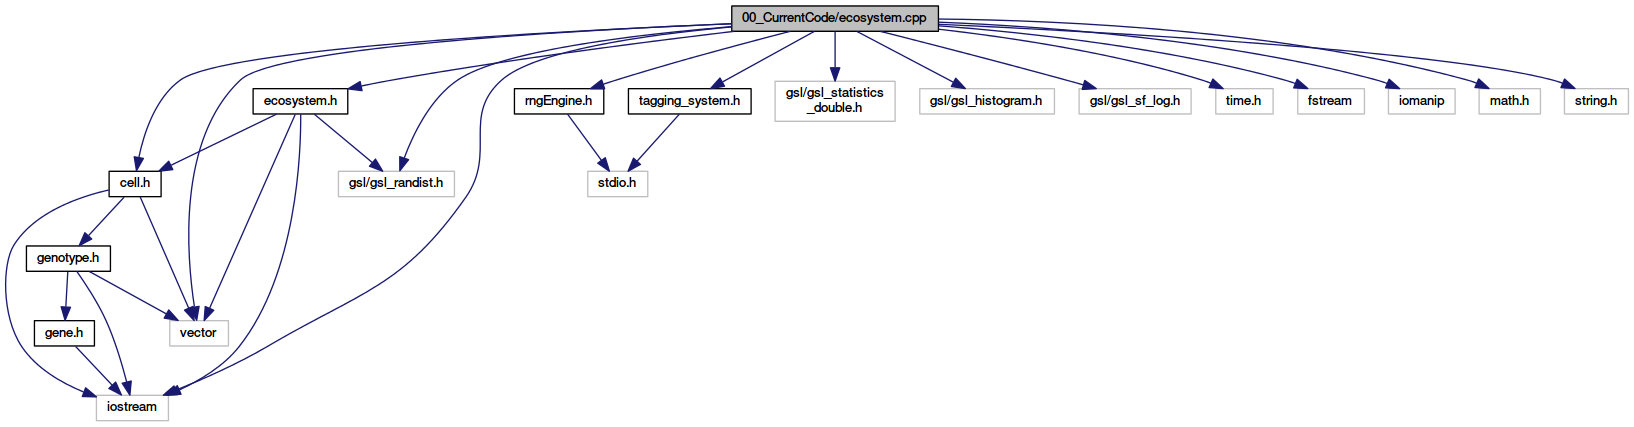 00_CurrentCode/ecosystem.cpp
ecosystem.h
rngEngine.h
tagging_system.h
gsl/gsl_statistics
_double.h
gsl/gsl_histogram.h
gsl/gsl_sf_log.h
time.h
fstream
iomanip
math.h
string.h
cell.h
gsl/gsl_randist.h
stdio.h
genotype.h
gene.h
vector
iostream